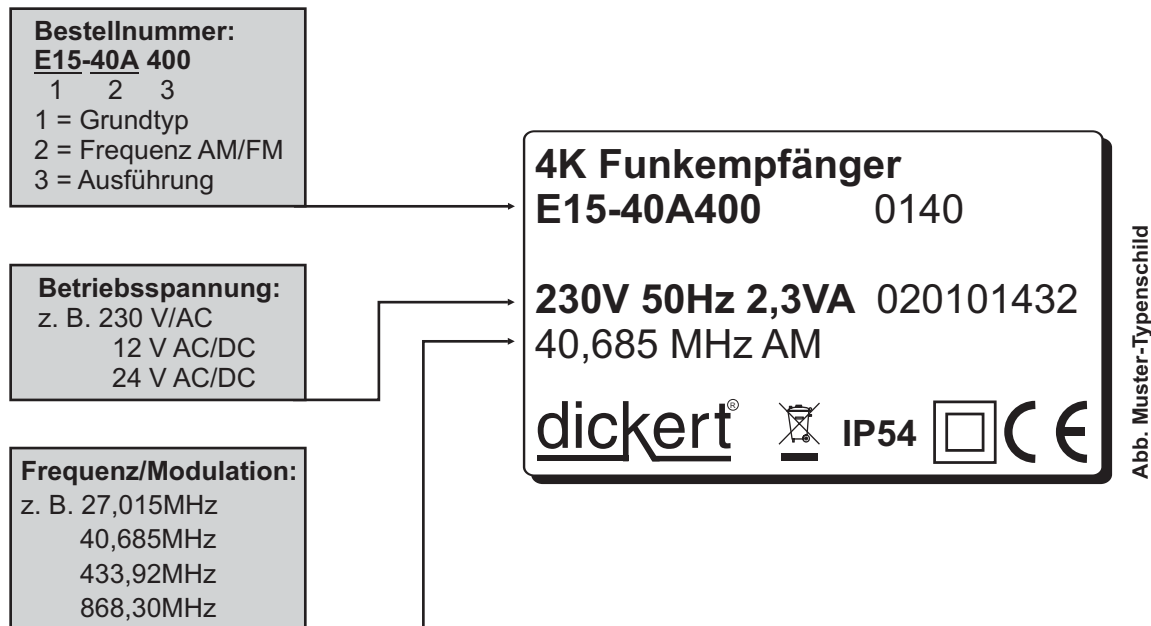 Bestellnummer:
E15-40A 400
1 2 3
1 = Grundtyp
2 = Frequenz AM/FM
3 = Ausführung
Betriebsspannung:
z. B. 230 V/AC
12 V AC/DC
24 V AC/DC
Frequenz/Modulation:
z. B. 27,015MHz
40,685MHz
433,92MHz
868,30MHz
4K Funkempfänger
E15-40A400 0140
230V 50Hz 2,3VA 020101432
40,685 MHz AM
dickert® IP54 CE
Abb. Muster-Typenschild